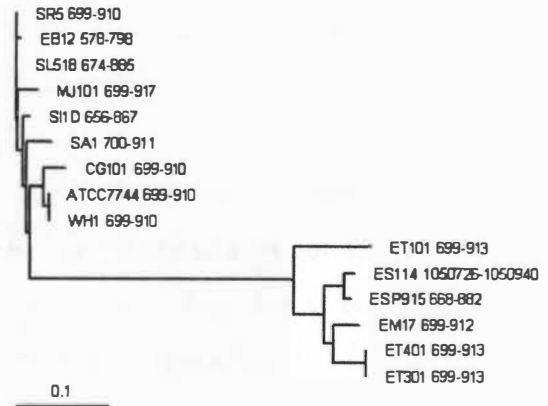 SR5 699-910
EB12 578-798
SL518 674-885
MJ101 699-917
SI1D 656-867
SA1 700-911
CG101 699-910
ATCC7744 699-910
WH1 699-910
ET101 699-913
ES114 1050726-1050940
ESP915 668-882
EM17 699-912
ET401 699-913
ET301 699-913
0.1